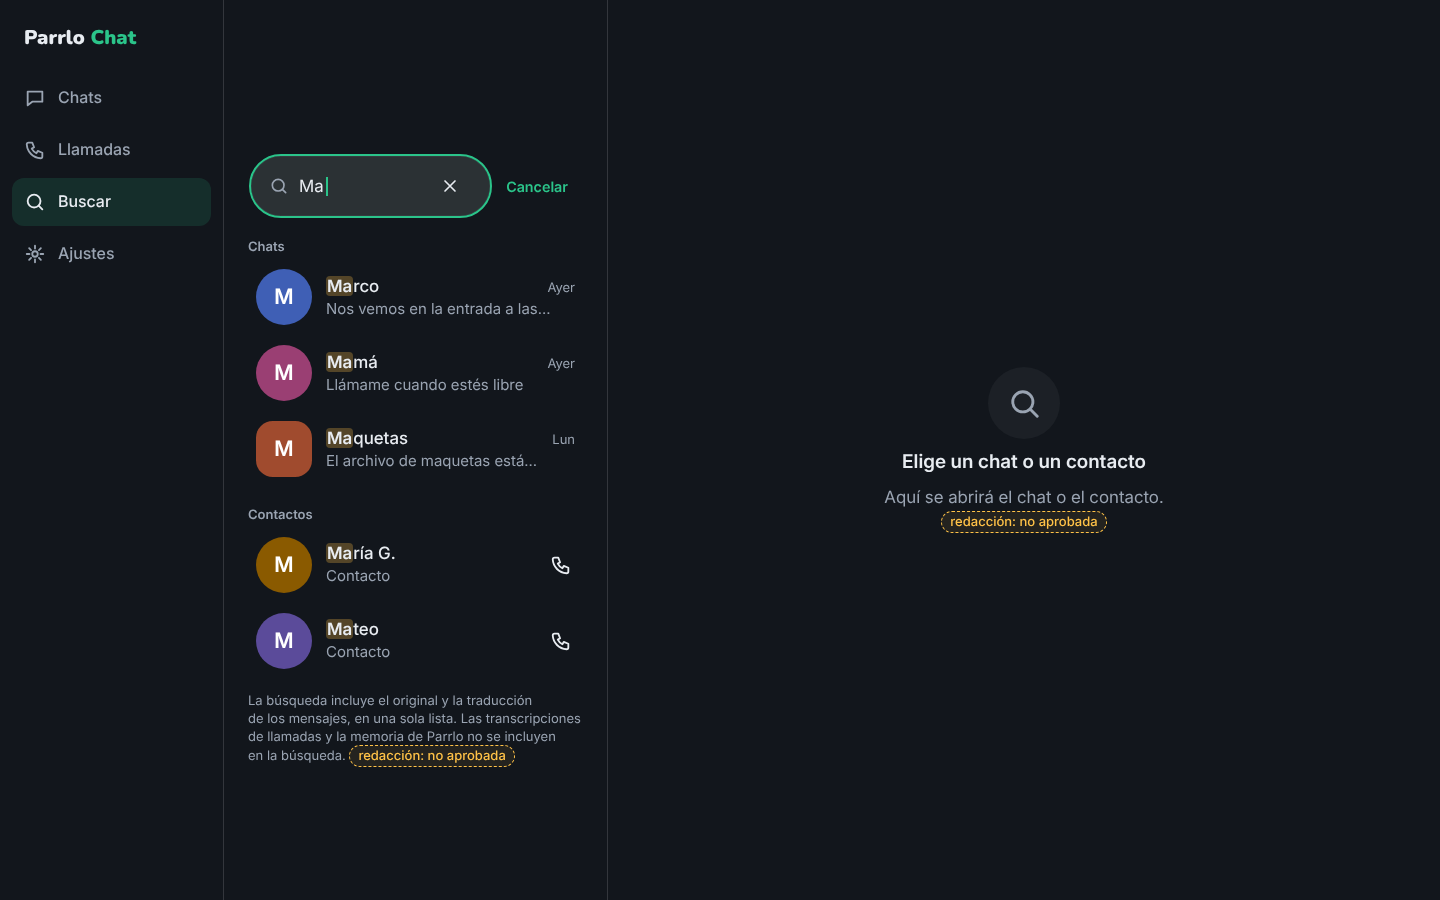 Parrlo Chat
Chats
Llamadas
Buscar
Ajustes
Ma
Cancelar
Chats
M
Marco
Ayer
Nos vemos en la entrada a las...
M
Mamá
Ayer
Llámame cuando estés libre
M
Maquetas
Lun
El archivo de maquetas está...
Contactos
M
María G.
Contacto
M
Mateo
Contacto
La búsqueda incluye el original y la traducción
de los mensajes, en una sola lista. Las transcripciones
de llamadas y la memoria de Parrlo no se incluyen
en la búsqueda. redacción: no aprobada
Elige un chat o un contacto
Aquí se abrirá el chat o el contacto.
redacción: no aprobada